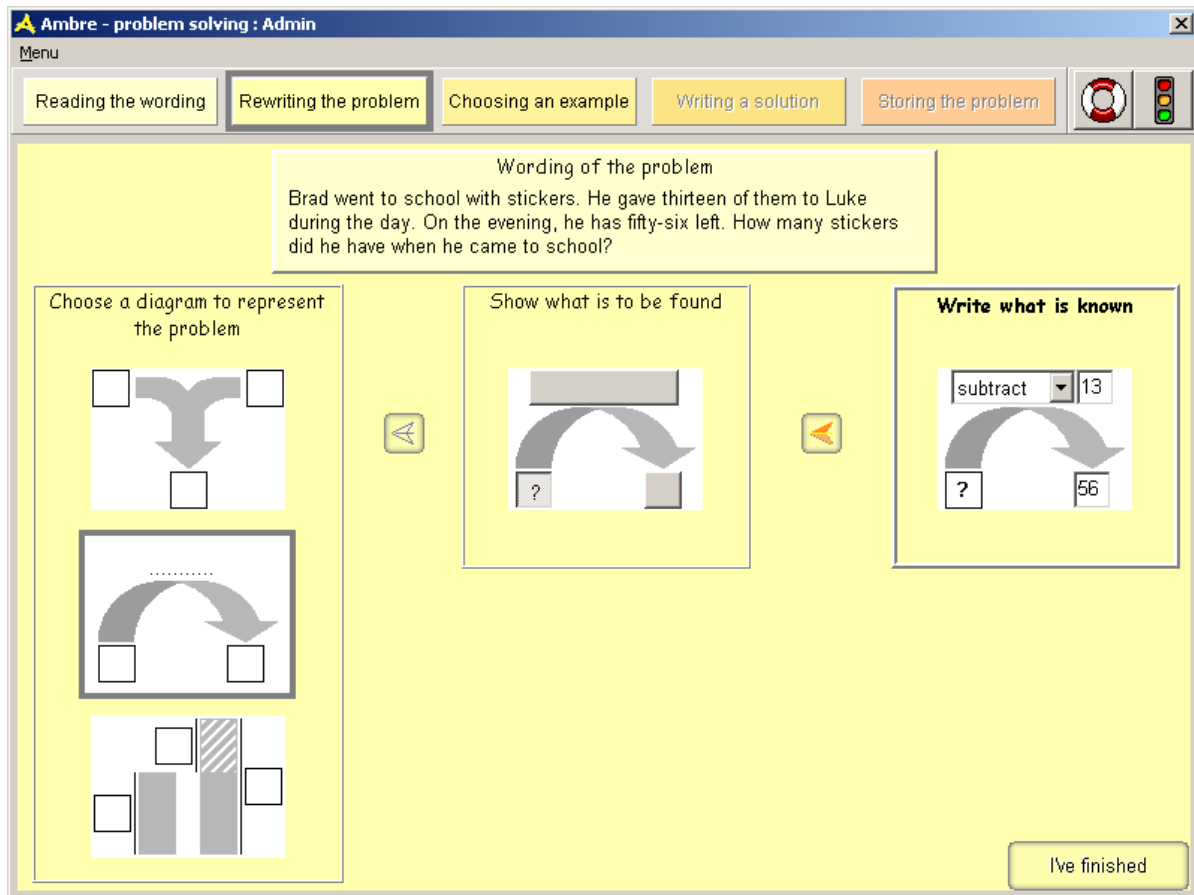 Ambre - problem solving : Admin
Menu
Reading the wording
Rewriting the problem
Choosing an example
Writing a solution
Storing the problem
Wording of the problem
Brad went to school with stickers. He gave thirteen of them to Luke
during the day. On the evening, he has fifty-six left. How many stickers
did he have when he came to school?
Choose a diagram to represent
the problem
...........
Show what is to be found
?
Write what is known
subtract 13
? 56
I've finished